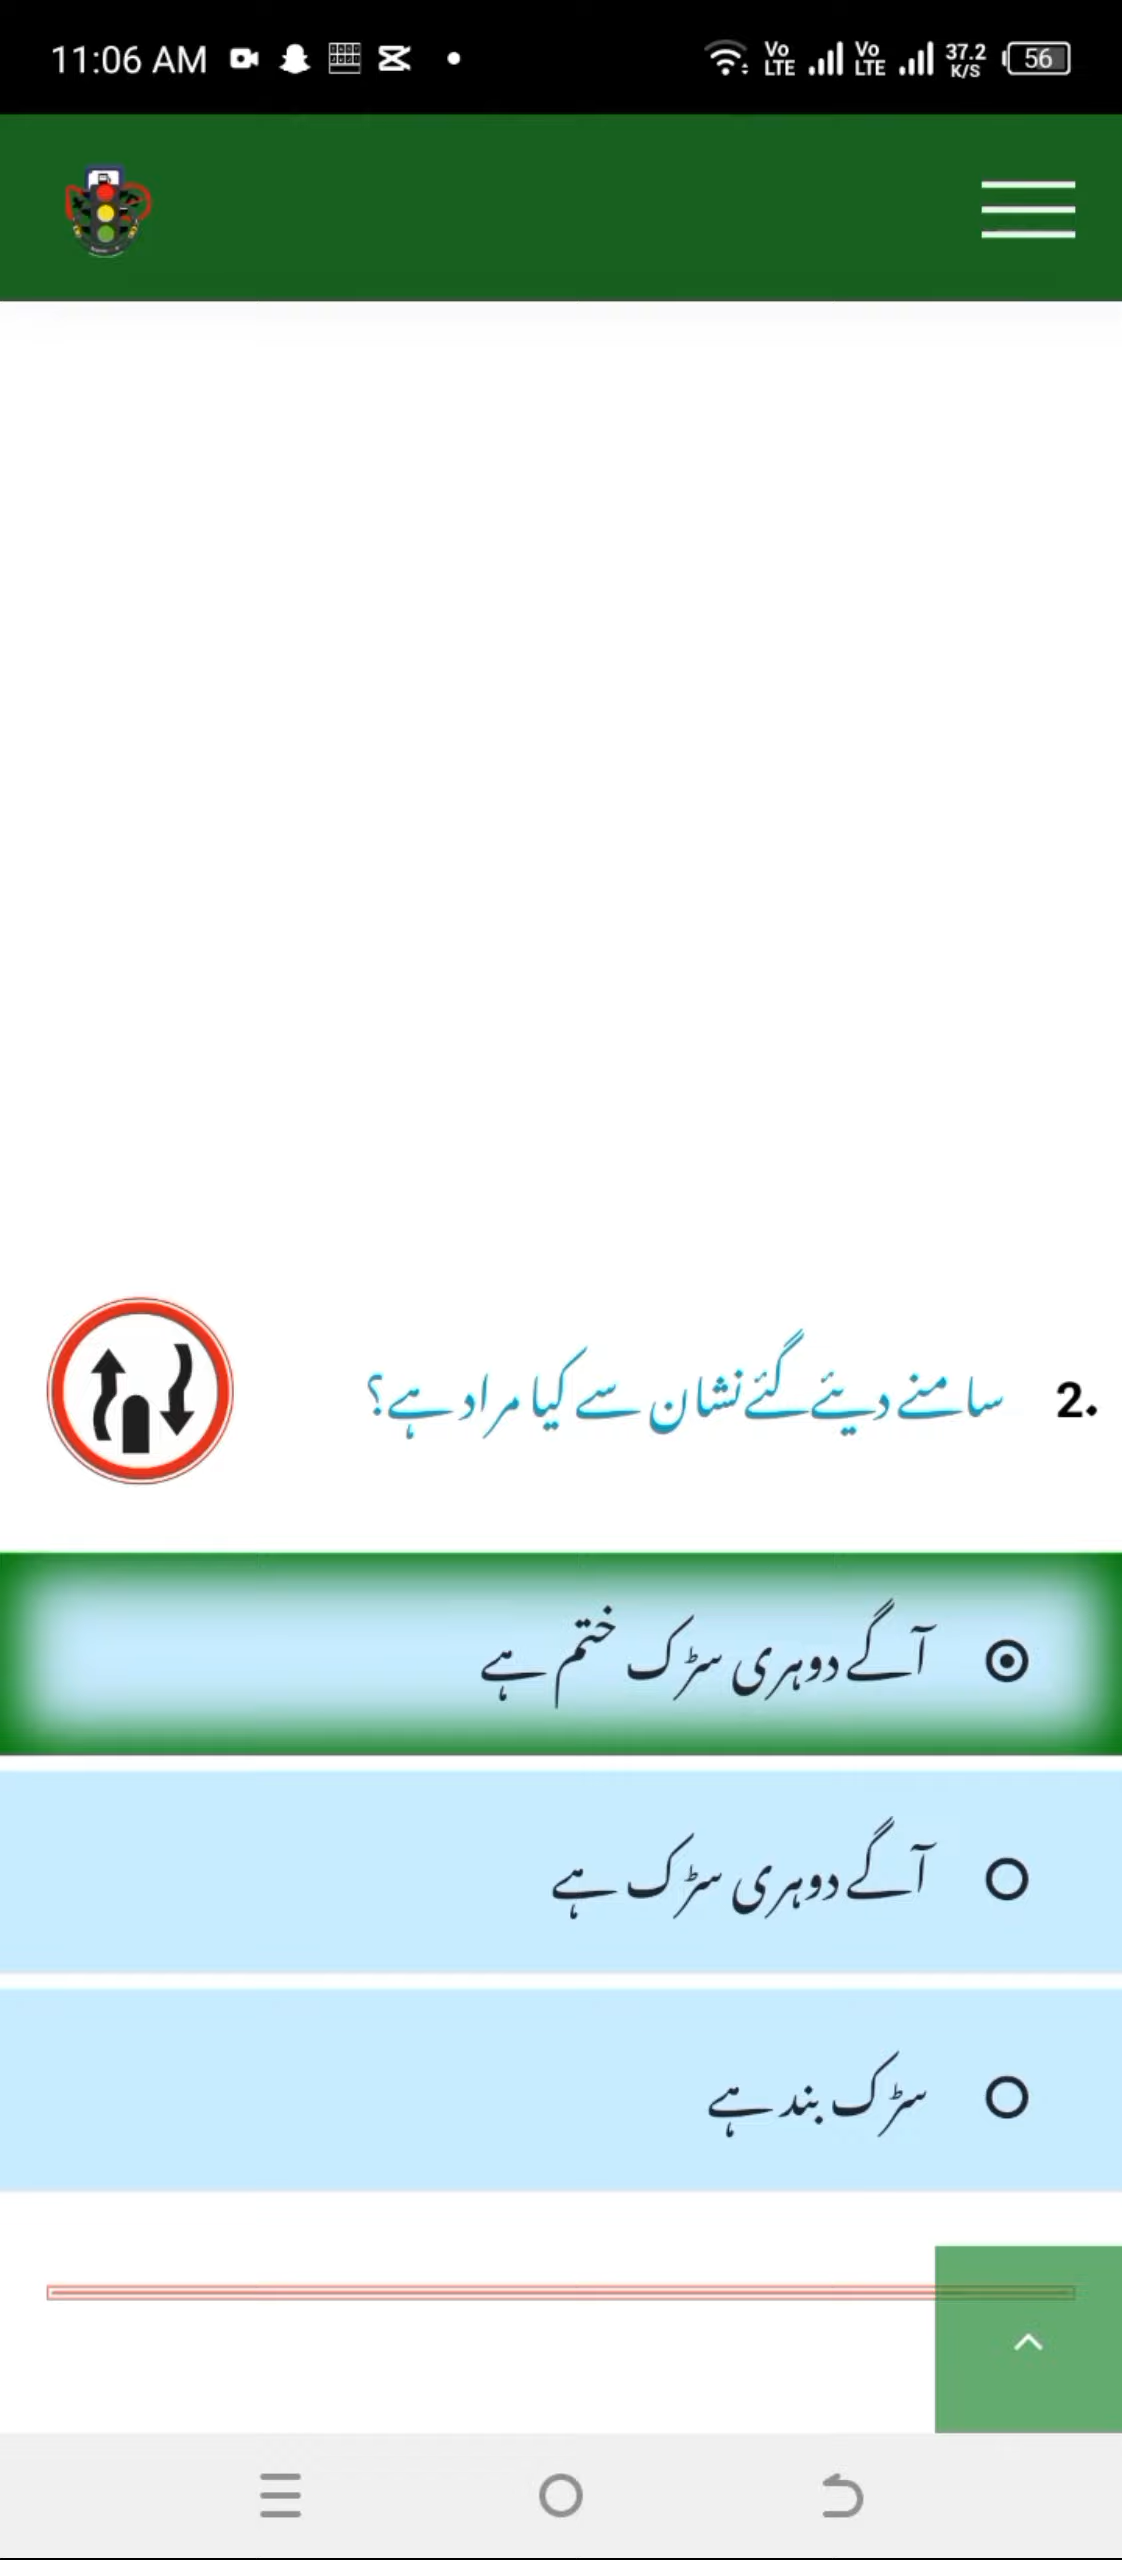 11:06 AM
Vo LTE Vo LTE 37.2 K/S 56
2. سامنے دیئے گئے نشان سے کیا مراد ہے؟
آگے دوہری سڑک ختم ہے
آگے دوہری سڑک ہے
سڑک بند ہے